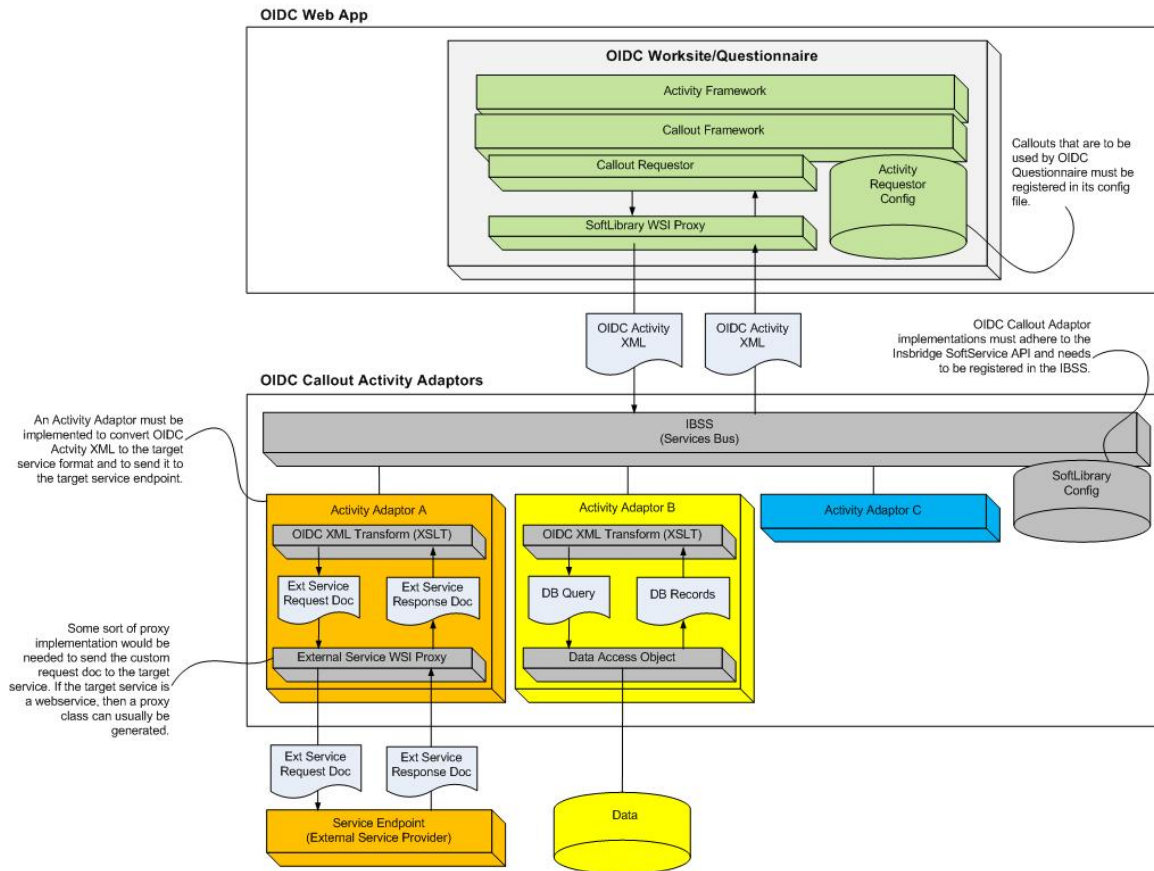 OIDC Web App
OIDC Worksite/Questionnaire
Activity Framework
Callout Framework
Callout Requestor
Activity
Requestor
Config
SoftLibrary WSI Proxy
Callouts that are to be
used by OIDC
Questionnaire must be
registered in its config
file.
OIDC Activity
XML
OIDC Activity
XML
OIDC Callout Adaptor
implementations must adhere to the
Insbridge SoftService API and needs
to be registered in the IBSS.
OIDC Callout Activity Adaptors
An Activity Adaptor must be
implemented to convert OIDC
Actvity XML to the target
service format and to send it to
the target service endpoint.
IBSS
(Services Bus)
SoftLibrary
Config
Activity Adaptor A
OIDC XML Transform (XSLT)
Ext Service
Request Doc
Ext Service
Response Doc
External Service WSI Proxy
Activity Adaptor B
OIDC XML Transform (XSLT)
DB Query
DB Records
Data Access Object
Activity Adaptor C
Some sort of proxy
implementation would be
needed to send the custom
request doc to the target
service. If the target service is
a webservice, then a proxy
class can usually be
generated.
Ext Service
Request Doc
Ext Service
Response Doc
Service Endpoint
(External Service Provider)
Data